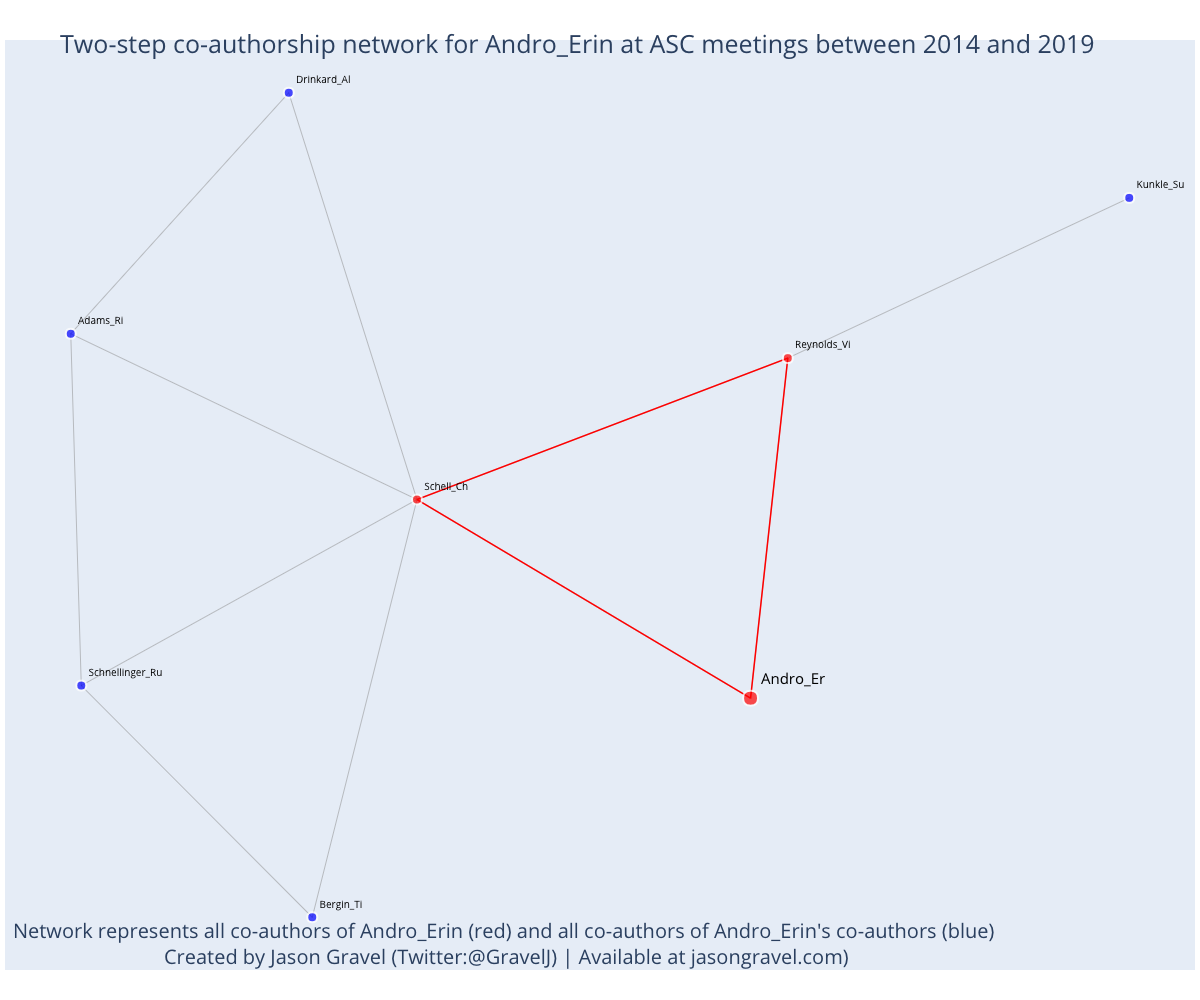 Two-step co-authorship network for Andro_Erin at ASC meetings between 2014 and 2019
Drinkard_Al
Kunkle_Su
Adams_Ri
Reynolds_Vi
Schell_Ch
Schnellinger_Ru
Andro_Er
Bergin_Ti
Network represents all co-authors of Andro_Erin (red) and all co-authors of Andro_Erin's co-authors (blue)
Created by Jason Gravel (Twitter:@GravelJ) | Available at jasongravel.com)